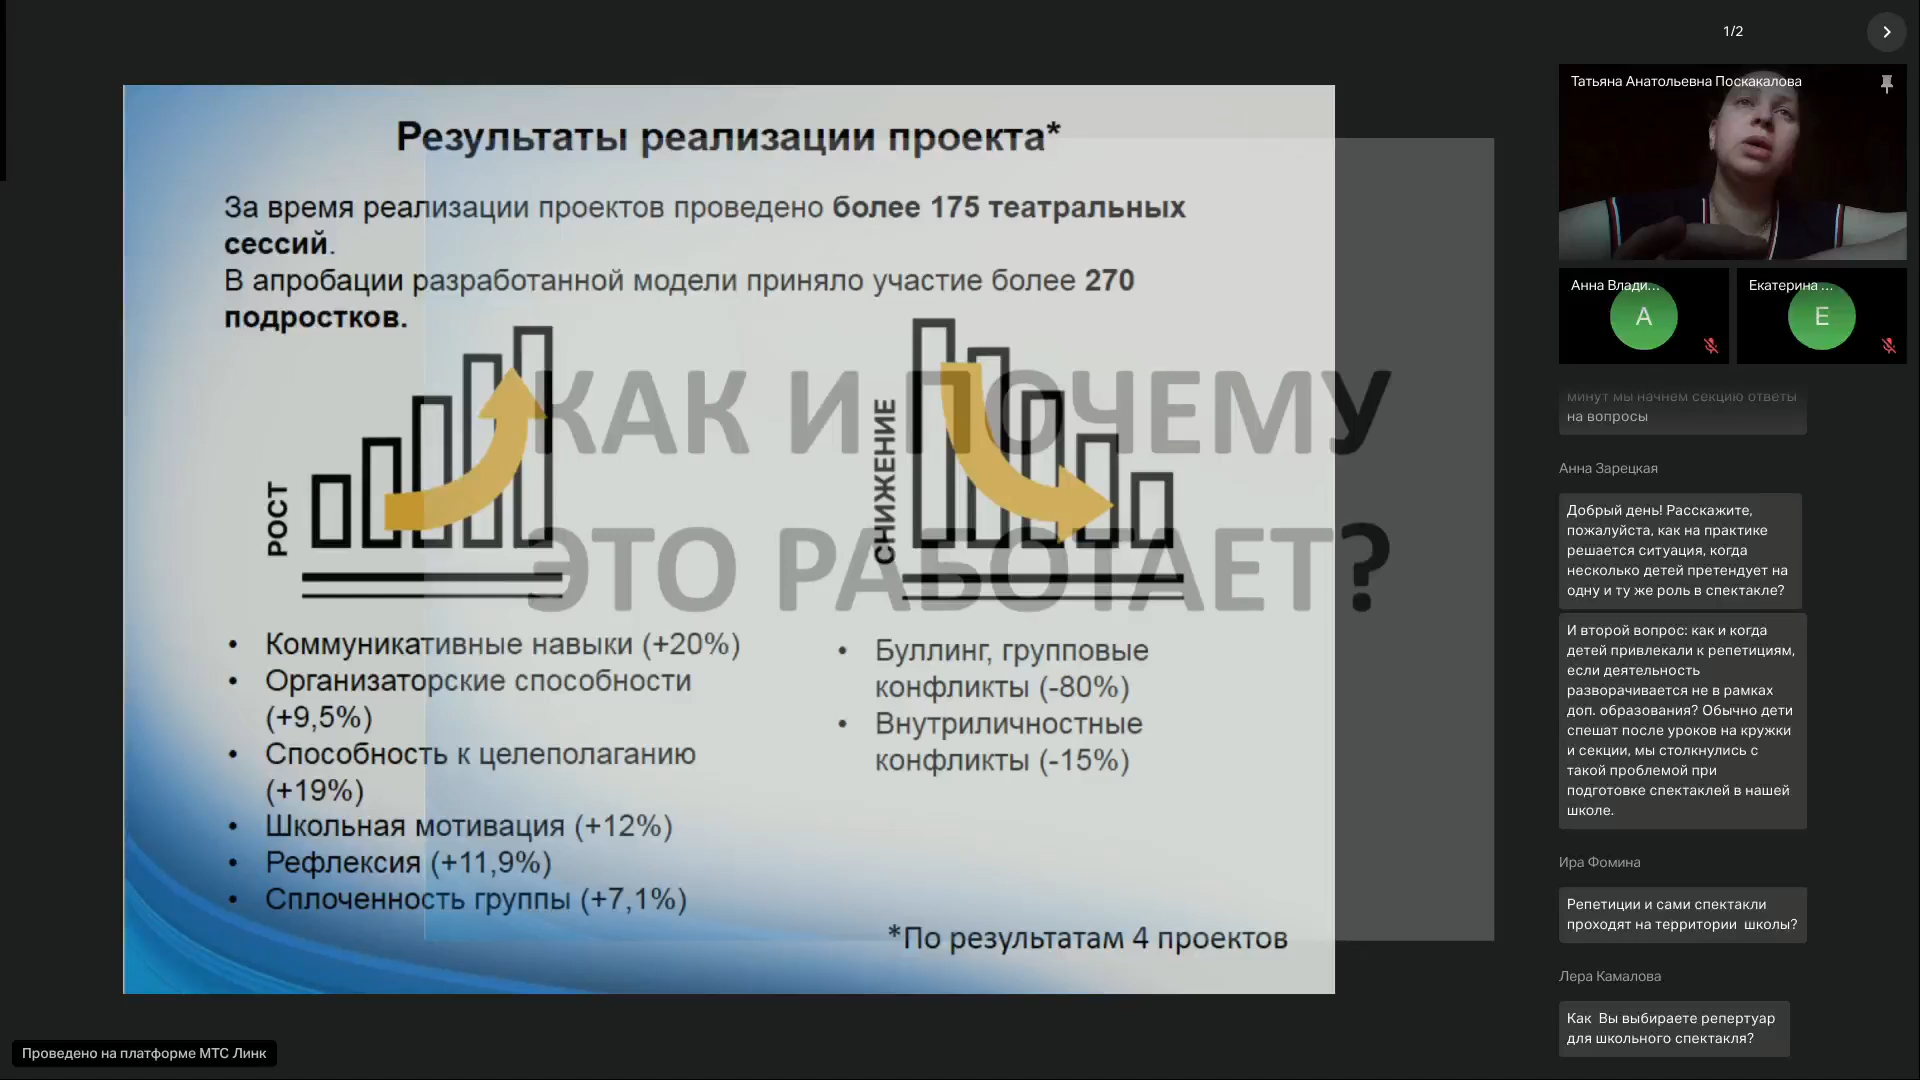 1/2
Татьяна Анатольевна Поскакалова
Анна Влади...
Екатерина ...
A
E
Результаты реализации проекта*
За время реализации проектов проведено более 175 театральных
сессий.
В апробации разработанной модели приняло участие более 270
подростков.
КАК И ПОЧЕМУ
ЭТО РАБОТАЕТ?
РОСТ
СНИЖЕНИЕ
• Коммуникативные навыки (+20%)
• Организаторские способности
(+9,5%)
• Способность к целеполаганию
(+19%)
• Школьная мотивация (+12%)
• Рефлексия (+11,9%)
• Сплоченность группы (+7,1%)
• Буллинг, групповые
конфликты (-80%)
• Внутриличностные
конфликты (-15%)
*По результатам 4 проектов
минут мы начнем секцию ответы
на вопросы
Анна Зарецкая
Добрый день! Расскажите,
пожалуйста, как на практике
решается ситуация, когда
несколько детей претендует на
одну и ту же роль в спектакле?
И второй вопрос: как и когда
детей привлекали к репетициям,
если деятельность
разворачивается не в рамках
доп. образования? Обычно дети
спешат после уроков на кружки
и секции, мы столкнулись с
такой проблемой при
подготовке спектаклей в нашей
школе.
Ира Фомина
Репетиции и сами спектакли
проходят на территории школы?
Лера Камалова
Как Вы выбираете репертуар
для школьного спектакля?
Проведено на платформе МТС Линк